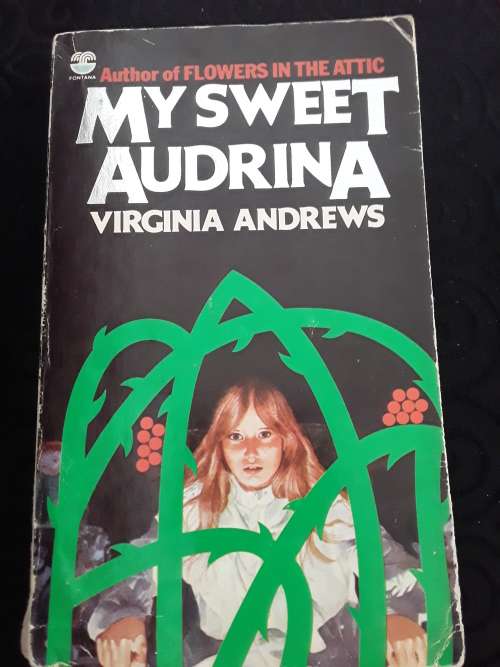 FONTANA
Author of FLOWERS IN THE ATTIC
MY SWEET
AUDRINA
VIRGINIA ANDREWS